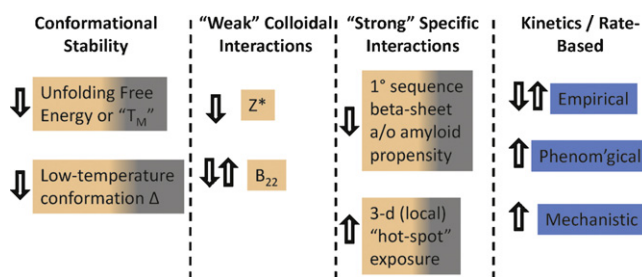 Conformational
Stability
Unfolding Free
Energy or “TM”
Low-temperature
conformation Δ
“Weak” Colloidal
Interactions
Z*
B22
“Strong” Specific
Interactions
1° sequence
beta-sheet
a/o amyloid
propensity
3-d (local)
“hot-spot”
exposure
Kinetics / Rate-
Based
Empirical
Phenom’gical
Mechanistic